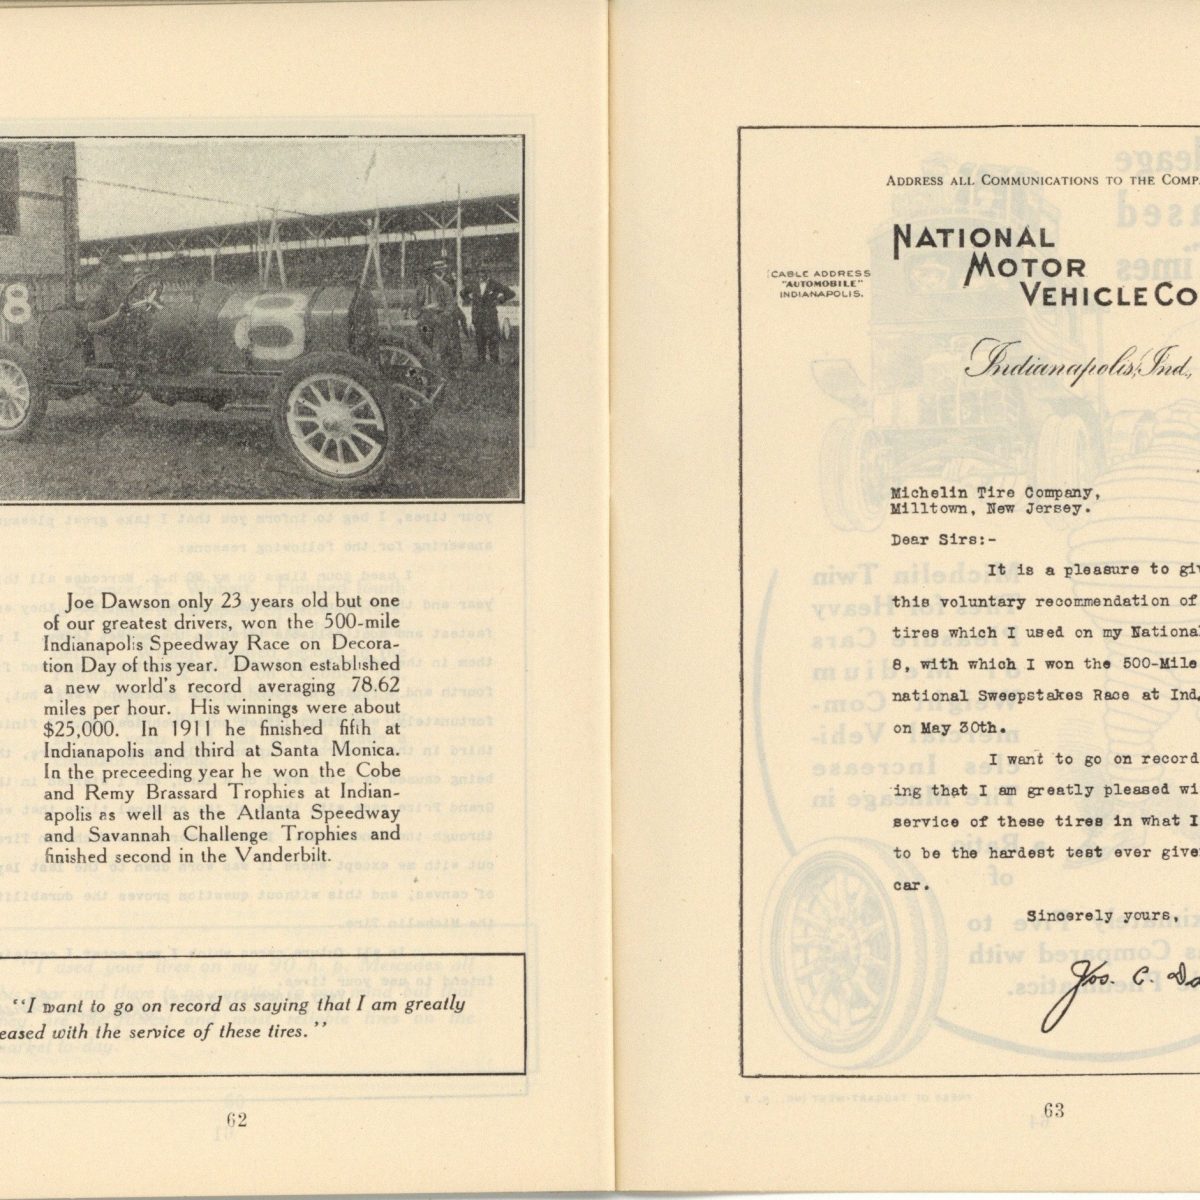 8
8
Joe Dawson only 23 years old but one
of our greatest drivers, won the 500-mile
Indianapolis Speedway Race on Decora-
tion Day of this year. Dawson established
a new world's record averaging 78.62
miles per hour. His winnings were about
$25,000. In 1911 he finished fifth at
Indianapolis and third at Santa Monica.
In the preceeding year he won the Cobe
and Remy Brassard Trophies at Indian-
apolis as well as the Atlanta Speedway
and Savannah Challenge Trophies and
finished second in the Vanderbilt.
"I want to go on record as saying that I am greatly
eased with the service of these tires."
62
ADDRESS ALL COMMUNICATIONS TO THE COMPA
NATIONAL
MOTOR
VEHICLE CO
CABLE ADDRESS
"AUTOMOBILE"
INDIANAPOLIS.
Indianapolis, Ind.,
Michelin Tire Company,
Milltown, New Jersey.
Dear Sirs:-
It is a pleasure to giv
this voluntary recommendation of
tires which I used on my National
8, with which I won the 500-Mile
national Sweepstakes Race at Ind.
on May 30th.
I want to go on record
ing that I am greatly pleased wi
service of these tires in what I
to be the hardest test ever give
car.
Sincerely yours,
Jos. C. Da
63